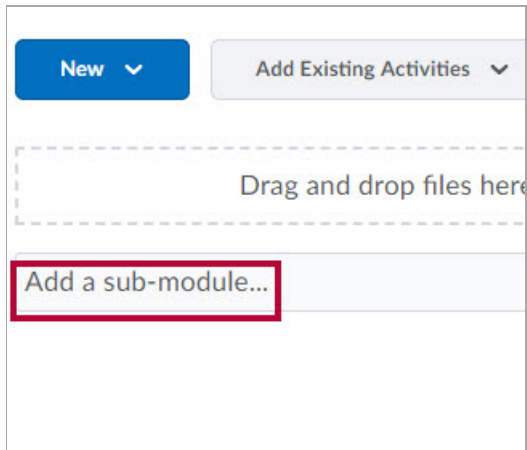 New
Add Existing Activities
Drag and drop files here
Add a sub-module...